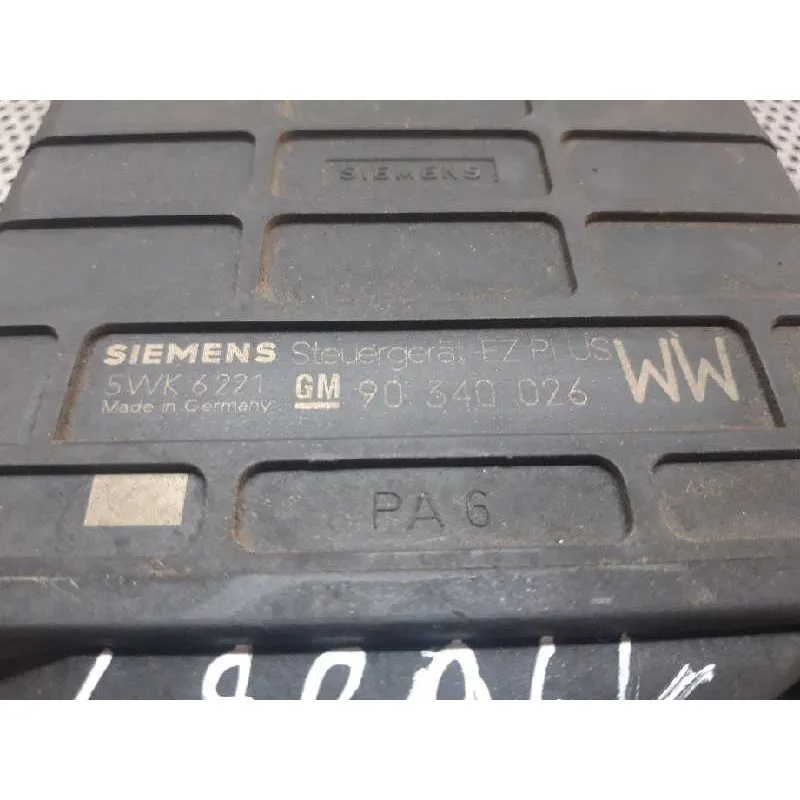 SIEMENS
SIEMENS Steuergerät EZ PLUS WW
5WK 6221 GM 90 340 026
Made in Germany
PA 6